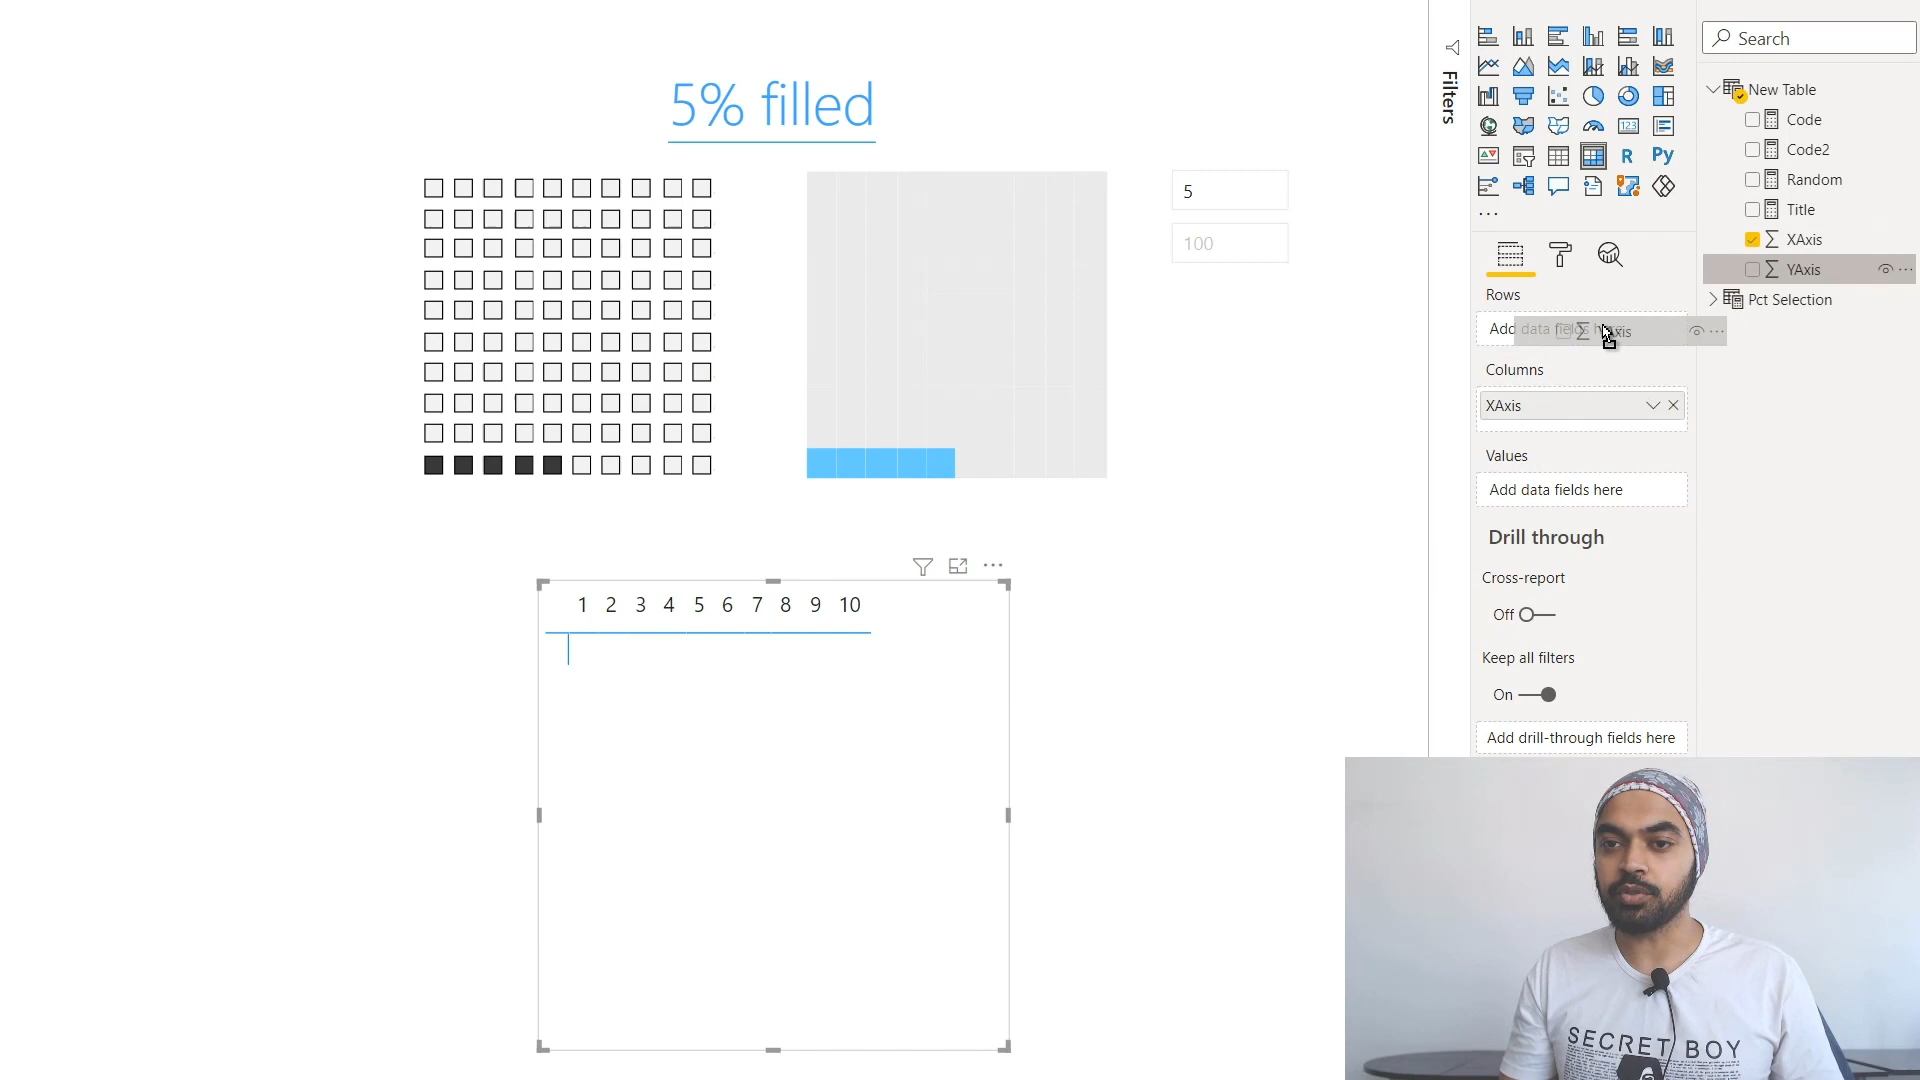 5% filled
5
100
1 2 3 4 5 6 7 8 9 10
Filters
123
R
Py
Rows
Add data fields here
Axis
Columns
XAxis
Values
Add data fields here
Drill through
Cross-report
Off
Keep all filters
On
Add drill-through fields here
Search
New Table
Code
Code2
Random
Title
XAxis
YAxis
Pct Selection
SECRET BOY